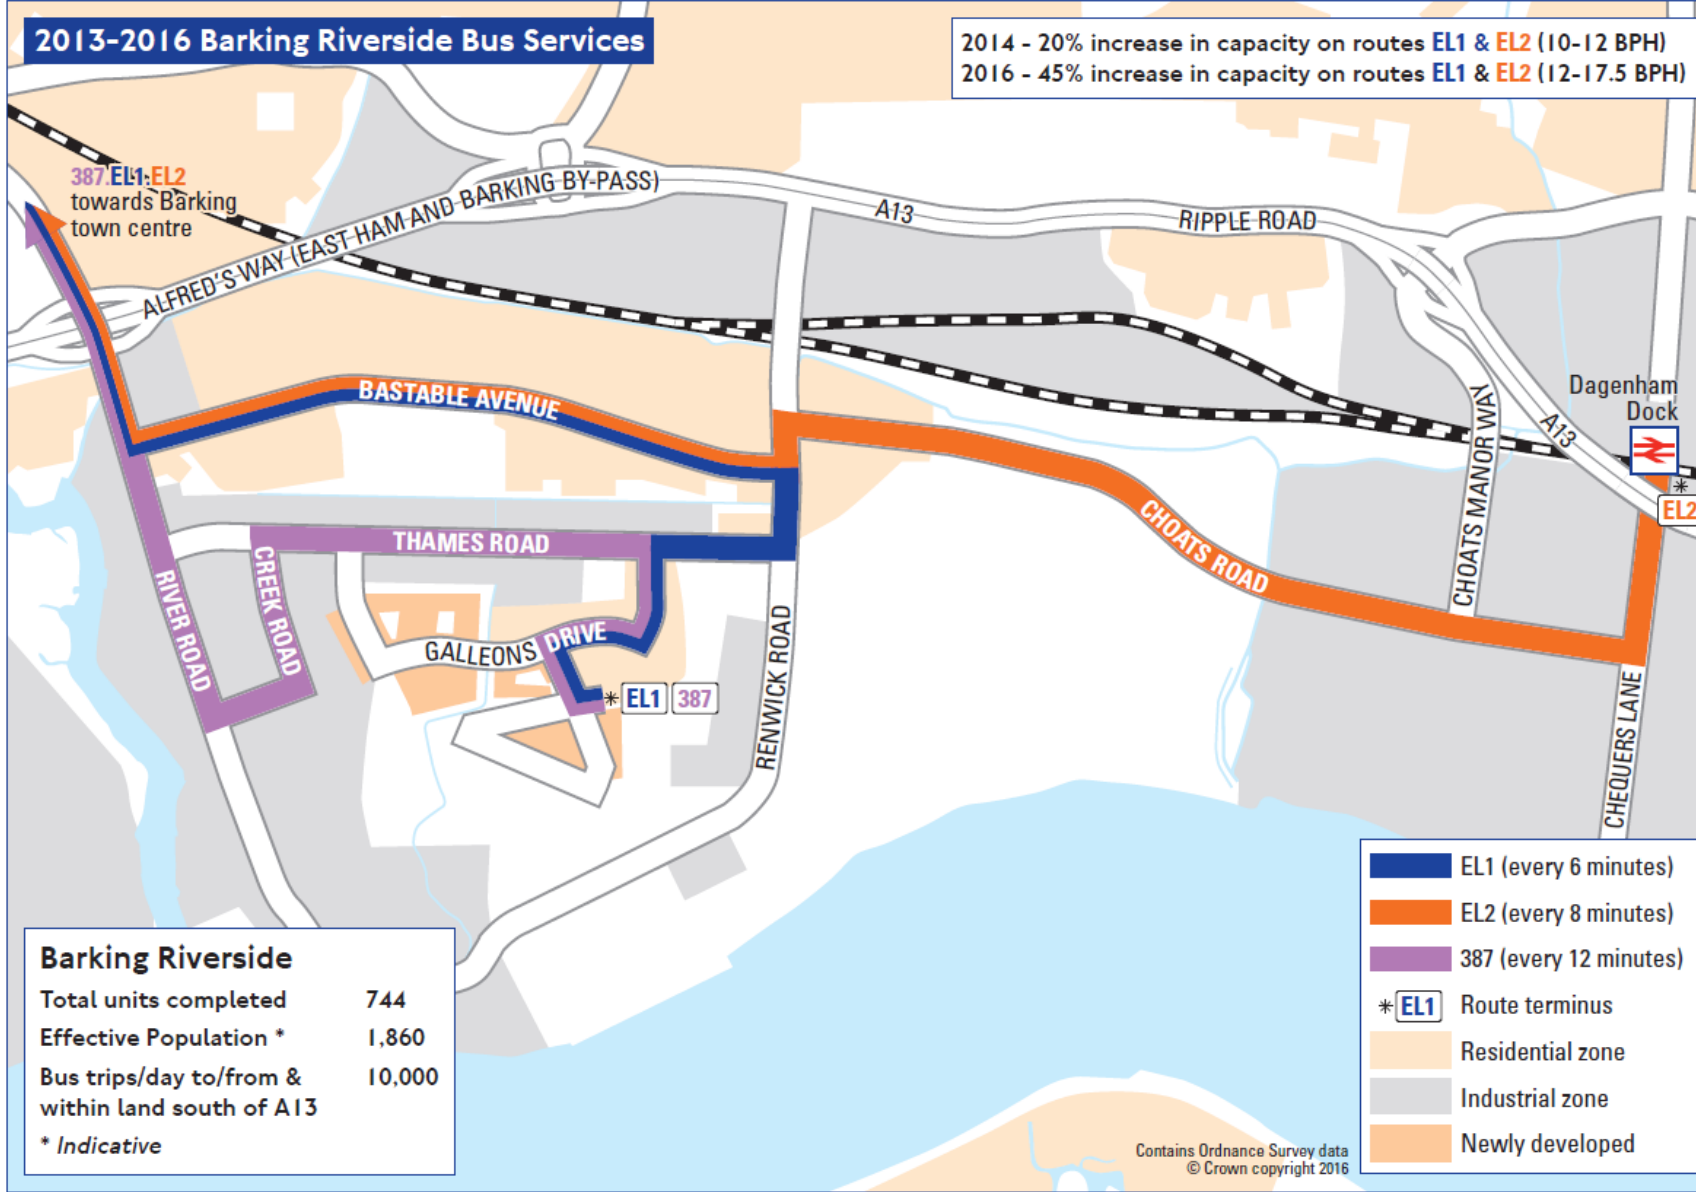 2013-2016 Barking Riverside Bus Services
2014 - 20% increase in capacity on routes EL1 & EL2 (10-12 BPH)
2016 - 45% increase in capacity on routes EL1 & EL2 (12-17.5 BPH)
387.EL1.EL2
towards Barking
town centre
ALFRED'S WAY (EAST HAM AND BARKING BY-PASS)
A13
RIPPLE ROAD
BASTABLE AVENUE
CHOATS MANOR WAY
A13
Dagenham
Dock
* EL2
THAMES ROAD
CREEK ROAD
RIVER ROAD
GALLEONS DRIVE
* EL1 387
RENWICK ROAD
CHOATS ROAD
CHEQUERS LANE
Barking Riverside
Total units completed 744
Effective Population * 1,860
Bus trips/day to/from & 10,000
within land south of A13
* Indicative
Contains Ordnance Survey data
© Crown copyright 2016
EL1 (every 6 minutes)
EL2 (every 8 minutes)
387 (every 12 minutes)
* EL1 Route terminus
Residential zone
Industrial zone
Newly developed